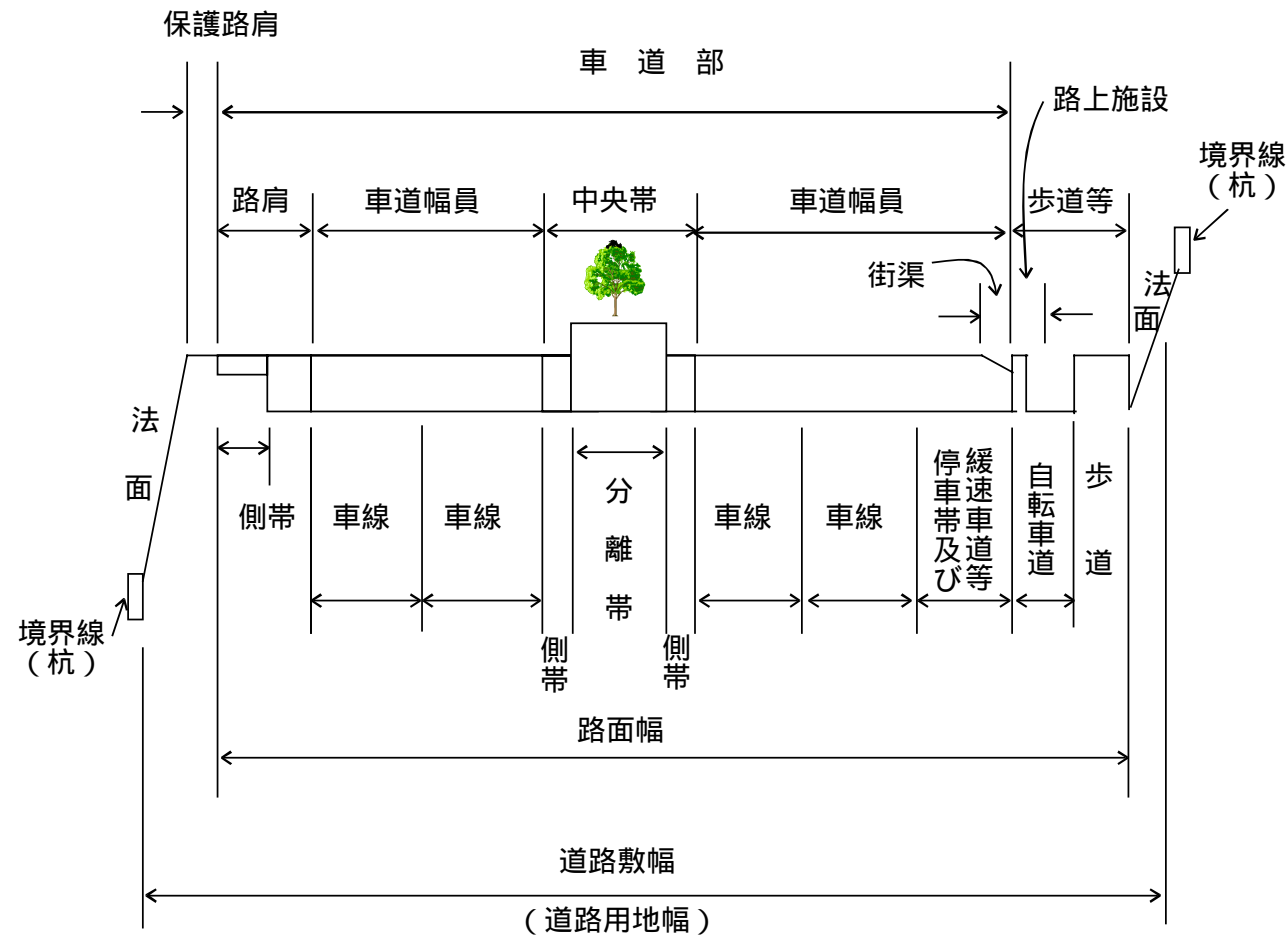 保護路肩
車道部
路上施設
境界線
（杭）
路肩
車道幅員
中央帯
車道幅員
歩道等
街渠
法面
法面
側帯
車線
車線
分離帯
車線
車線
停車帯及び
緩速車道等
自転車道
歩道
境界線
（杭）
側帯
側帯
路面幅
道路敷幅
（道路用地幅）